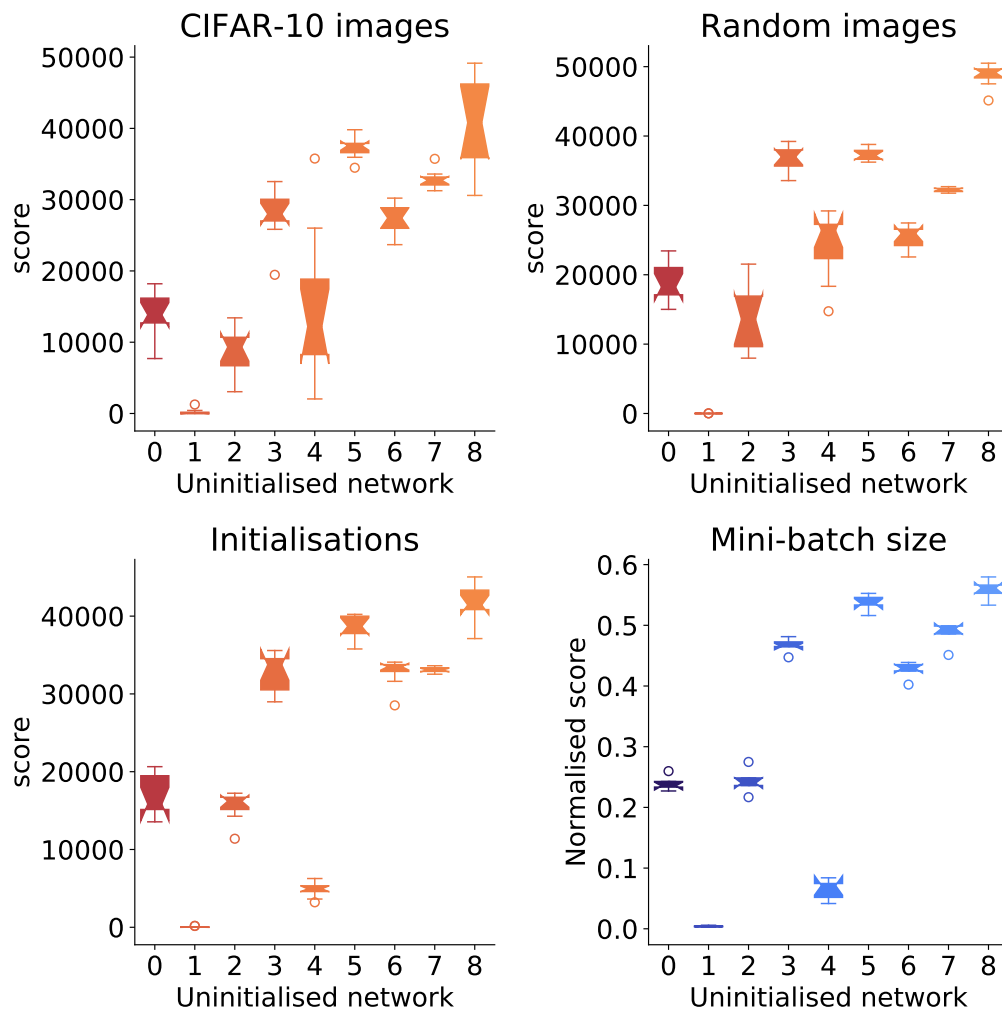 CIFAR-10 images
50000
40000
30000
20000
10000
0
score
0 1 2 3 4 5 6 7 8
Uninitialised network
Random images
50000
40000
30000
20000
10000
0
score
0 1 2 3 4 5 6 7 8
Uninitialised network
Initialisations
40000
30000
20000
10000
0
score
0 1 2 3 4 5 6 7 8
Uninitialised network
Mini-batch size
0.6
0.5
0.4
0.3
0.2
0.1
0.0
Normalised score
0 1 2 3 4 5 6 7 8
Uninitialised network